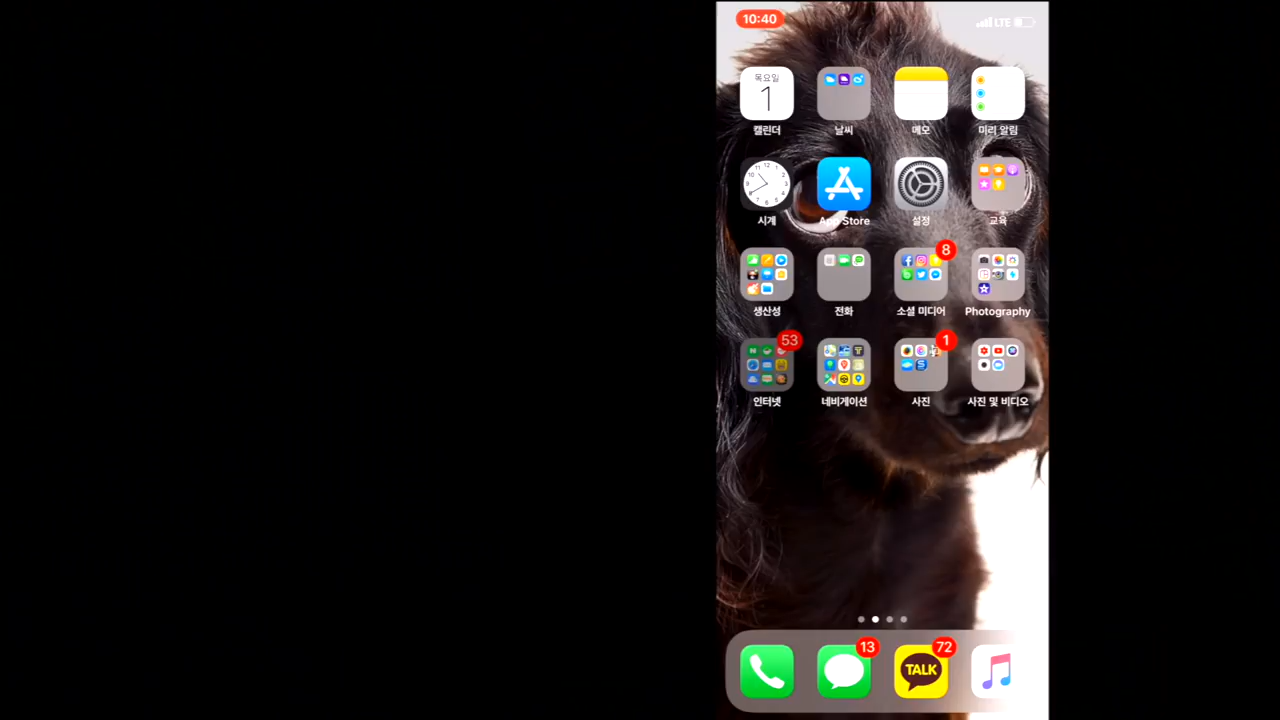 10:40
LTE
목요일
1
캘린더
날씨
메모
미리 알림
시계
App Store
설정
교육
8
생산성
전화
소셜 미디어
Photography
53
1
인터넷
네비게이션
사진
사진 및 비디오
13
72
TALK